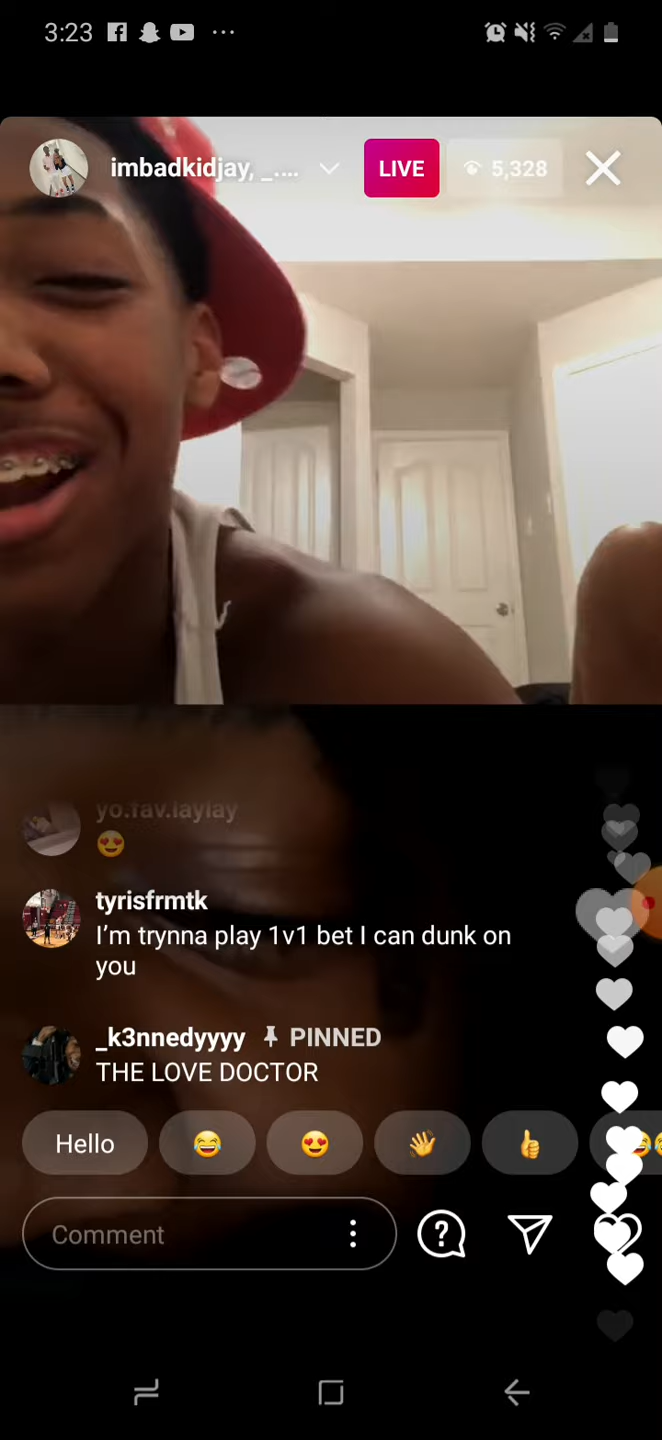 3:23
imbadkidjay, _....
LIVE
5,328
yo.fav.laylay
😍
tyrisfrmtk
I'm trynna play 1v1 bet I can dunk on
you
_k3nnedyyyy PINNED
THE LOVE DOCTOR
Hello 😂 😍 👋 👍 😂
Comment